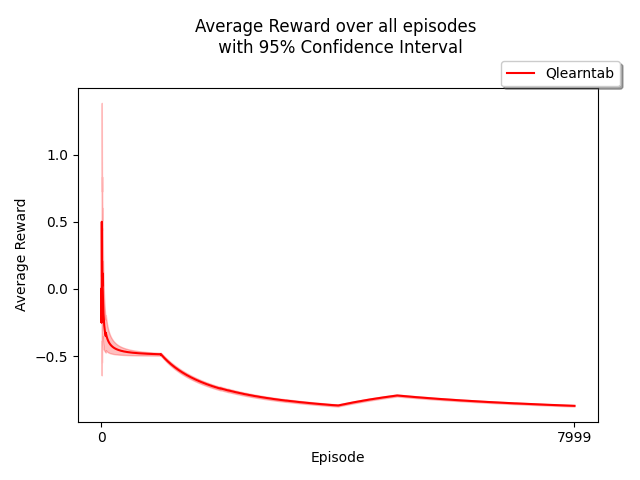 Average Reward over all episodes
with 95% Confidence Interval
Qlearntab
1.0
0.5
0.0
−0.5
Average Reward
0
7999
Episode